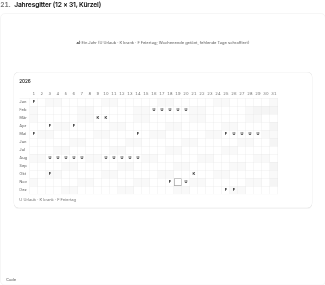 21. Jahresgitter (12 × 31, Kürzel)
Ein Jahr (U Urlaub · K krank · F Feiertag, Wochenende getönt, fehlende Tage schraffiert)
2026
1 2 3 4 5 6 7 8 9 10 11 12 13 14 15 16 17 18 19 20 21 22 23 24 25 26 27 28 29 30 31
Jan F
Feb U U U U U
Mär K K
Apr F F
Mai F F F U U U U
Jun
Jul
Aug U U U U U U U U U U
Sep
Okt F K
Nov F U
Dez F F
U Urlaub · K krank · F Feiertag
Code